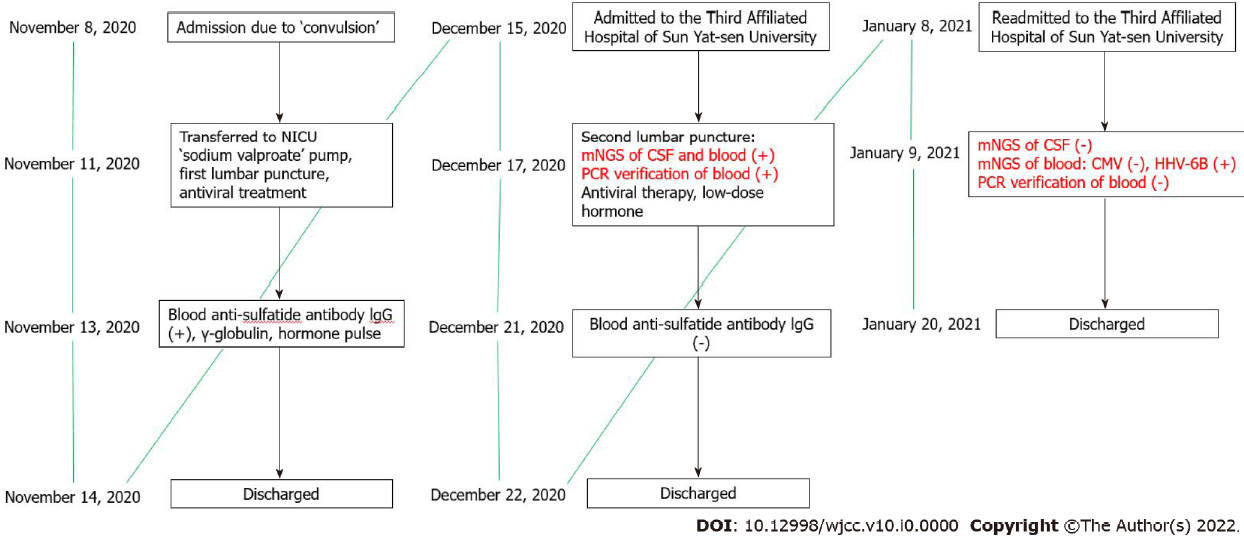 November 8, 2020
Admission due to ‘convulsion’
November 11, 2020
Transferred to NICU
‘sodium valproate’ pump,
first lumbar puncture,
antiviral treatment
November 13, 2020
Blood anti-sulfatide antibody IgG
(+), γ-globulin, hormone pulse
November 14, 2020
Discharged
December 15, 2020
Admitted to the Third Affiliated
Hospital of Sun Yat-sen University
December 17, 2020
Second lumbar puncture:
mNGS of CSF and blood (+)
PCR verification of blood (+)
Antiviral therapy, low-dose
hormone
December 21, 2020
Blood anti-sulfatide antibody IgG
(-)
December 22, 2020
Discharged
January 8, 2021
Readmitted to the Third Affiliated
Hospital of Sun Yat-sen University
January 9, 2021
mNGS of CSF (-)
mNGS of blood: CMV (-), HHV-6B (+)
PCR verification of blood (-)
January 20, 2021
Discharged
DOI: 10.12998/wjcc.v10.i0.0000 Copyright ©The Author(s) 2022.